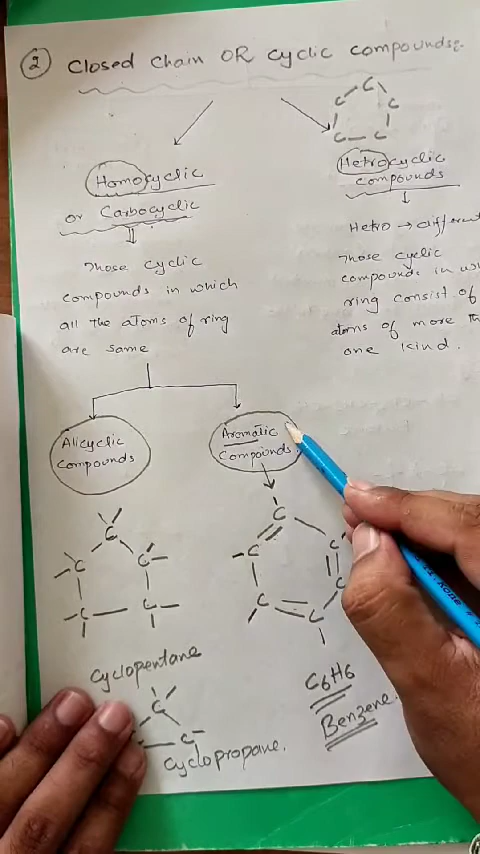 2 Closed Chain OR Cyclic Compounds:
C
C C
C C
Homocyclic
or Carbocyclic
Those cyclic
compounds in which
all the atoms of ring
are same
Hetrocyclic
Compounds
Hetro → different
Those cyclic
compounds in
ring consist of
atoms of more
one kind.
Alicyclic
Compounds
C
C C
C C
Cyclopentane
C
C
Cyclopropane.
Aromatic
Compounds
C
C C
C C
C
C6H6
Benzene.